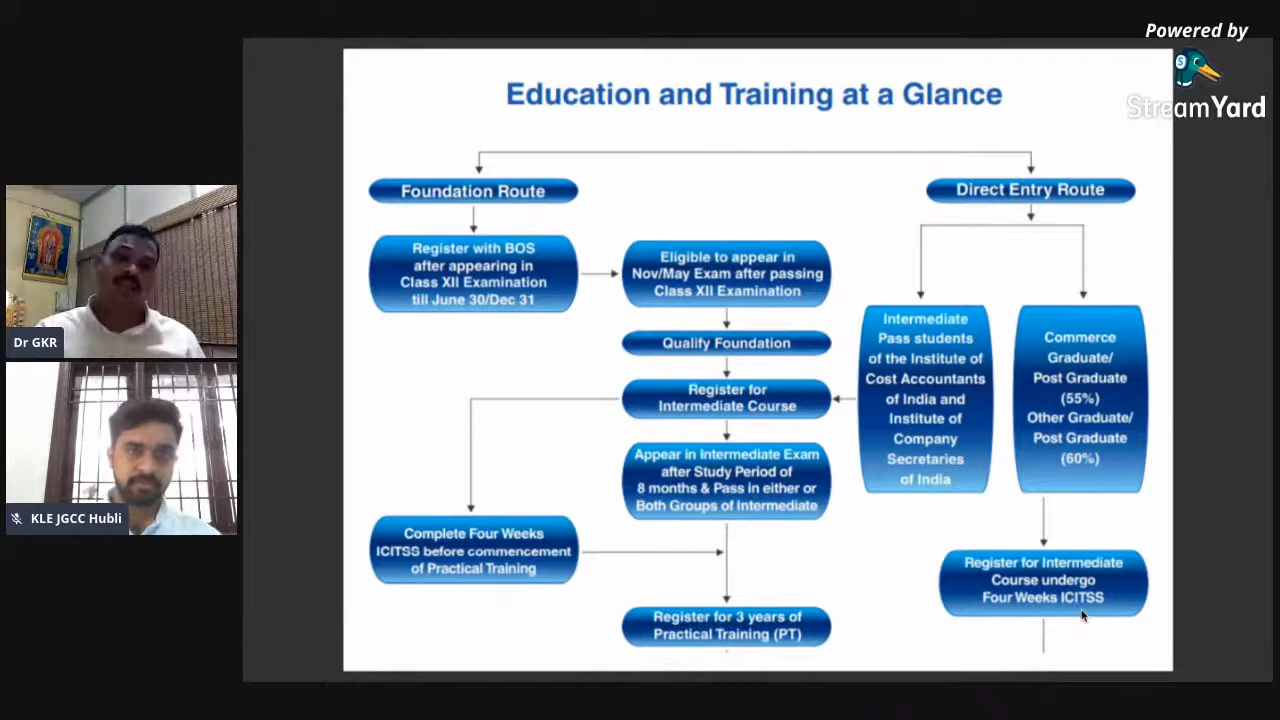 Powered by
StreamYard
Education and Training at a Glance
Foundation Route
Direct Entry Route
Register with BOS
after appearing in
Class XII Examination
till June 30/Dec 31
Eligible to appear in
Nov/May Exam after passing
Class XII Examination
Qualify Foundation
Register for
Intermediate Course
Appear in Intermediate Exam
after Study Period of
8 months & Pass in either or
Both Groups of Intermediate
Complete Four Weeks
ICITSS before commencement
of Practical Training
Register for 3 years of
Practical Training (PT)
Intermediate
Pass students
of the Institute of
Cost Accountants
of India and
Institute of
Company
Secretaries
of India
Commerce
Graduate/
Post Graduate
(55%)
Other Graduate/
Post Graduate
(60%)
Register for Intermediate
Course undergo
Four Weeks ICITSS
Dr GKR
KLE JGCC Hubli